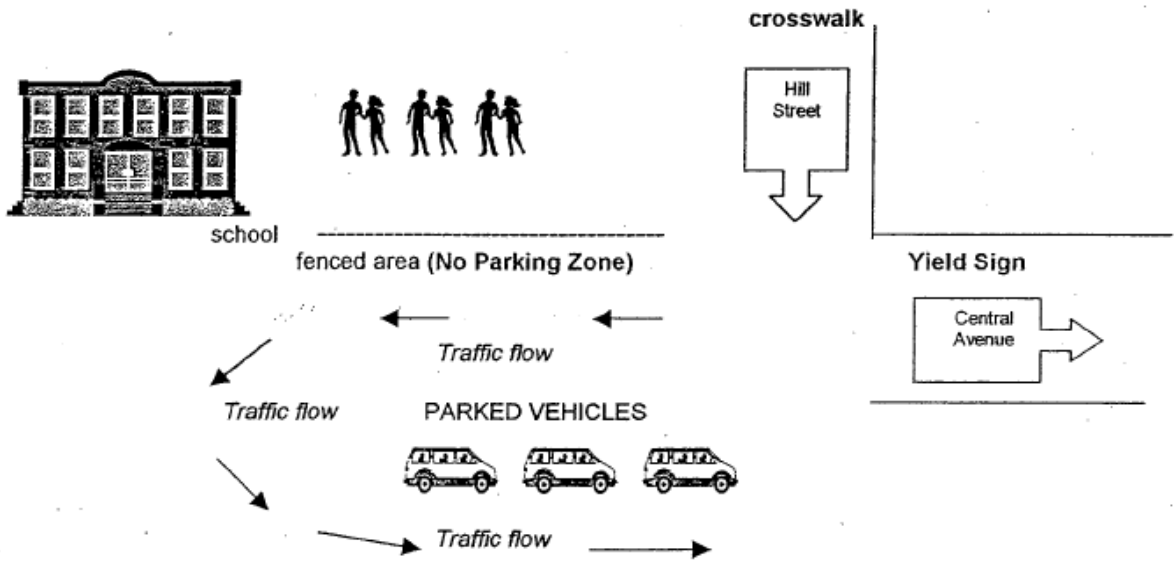 crosswalk
Hill
Street
school
fenced area (No Parking Zone)
Yield Sign
Central
Avenue
Traffic flow
Traffic flow
PARKED VEHICLES
Traffic flow